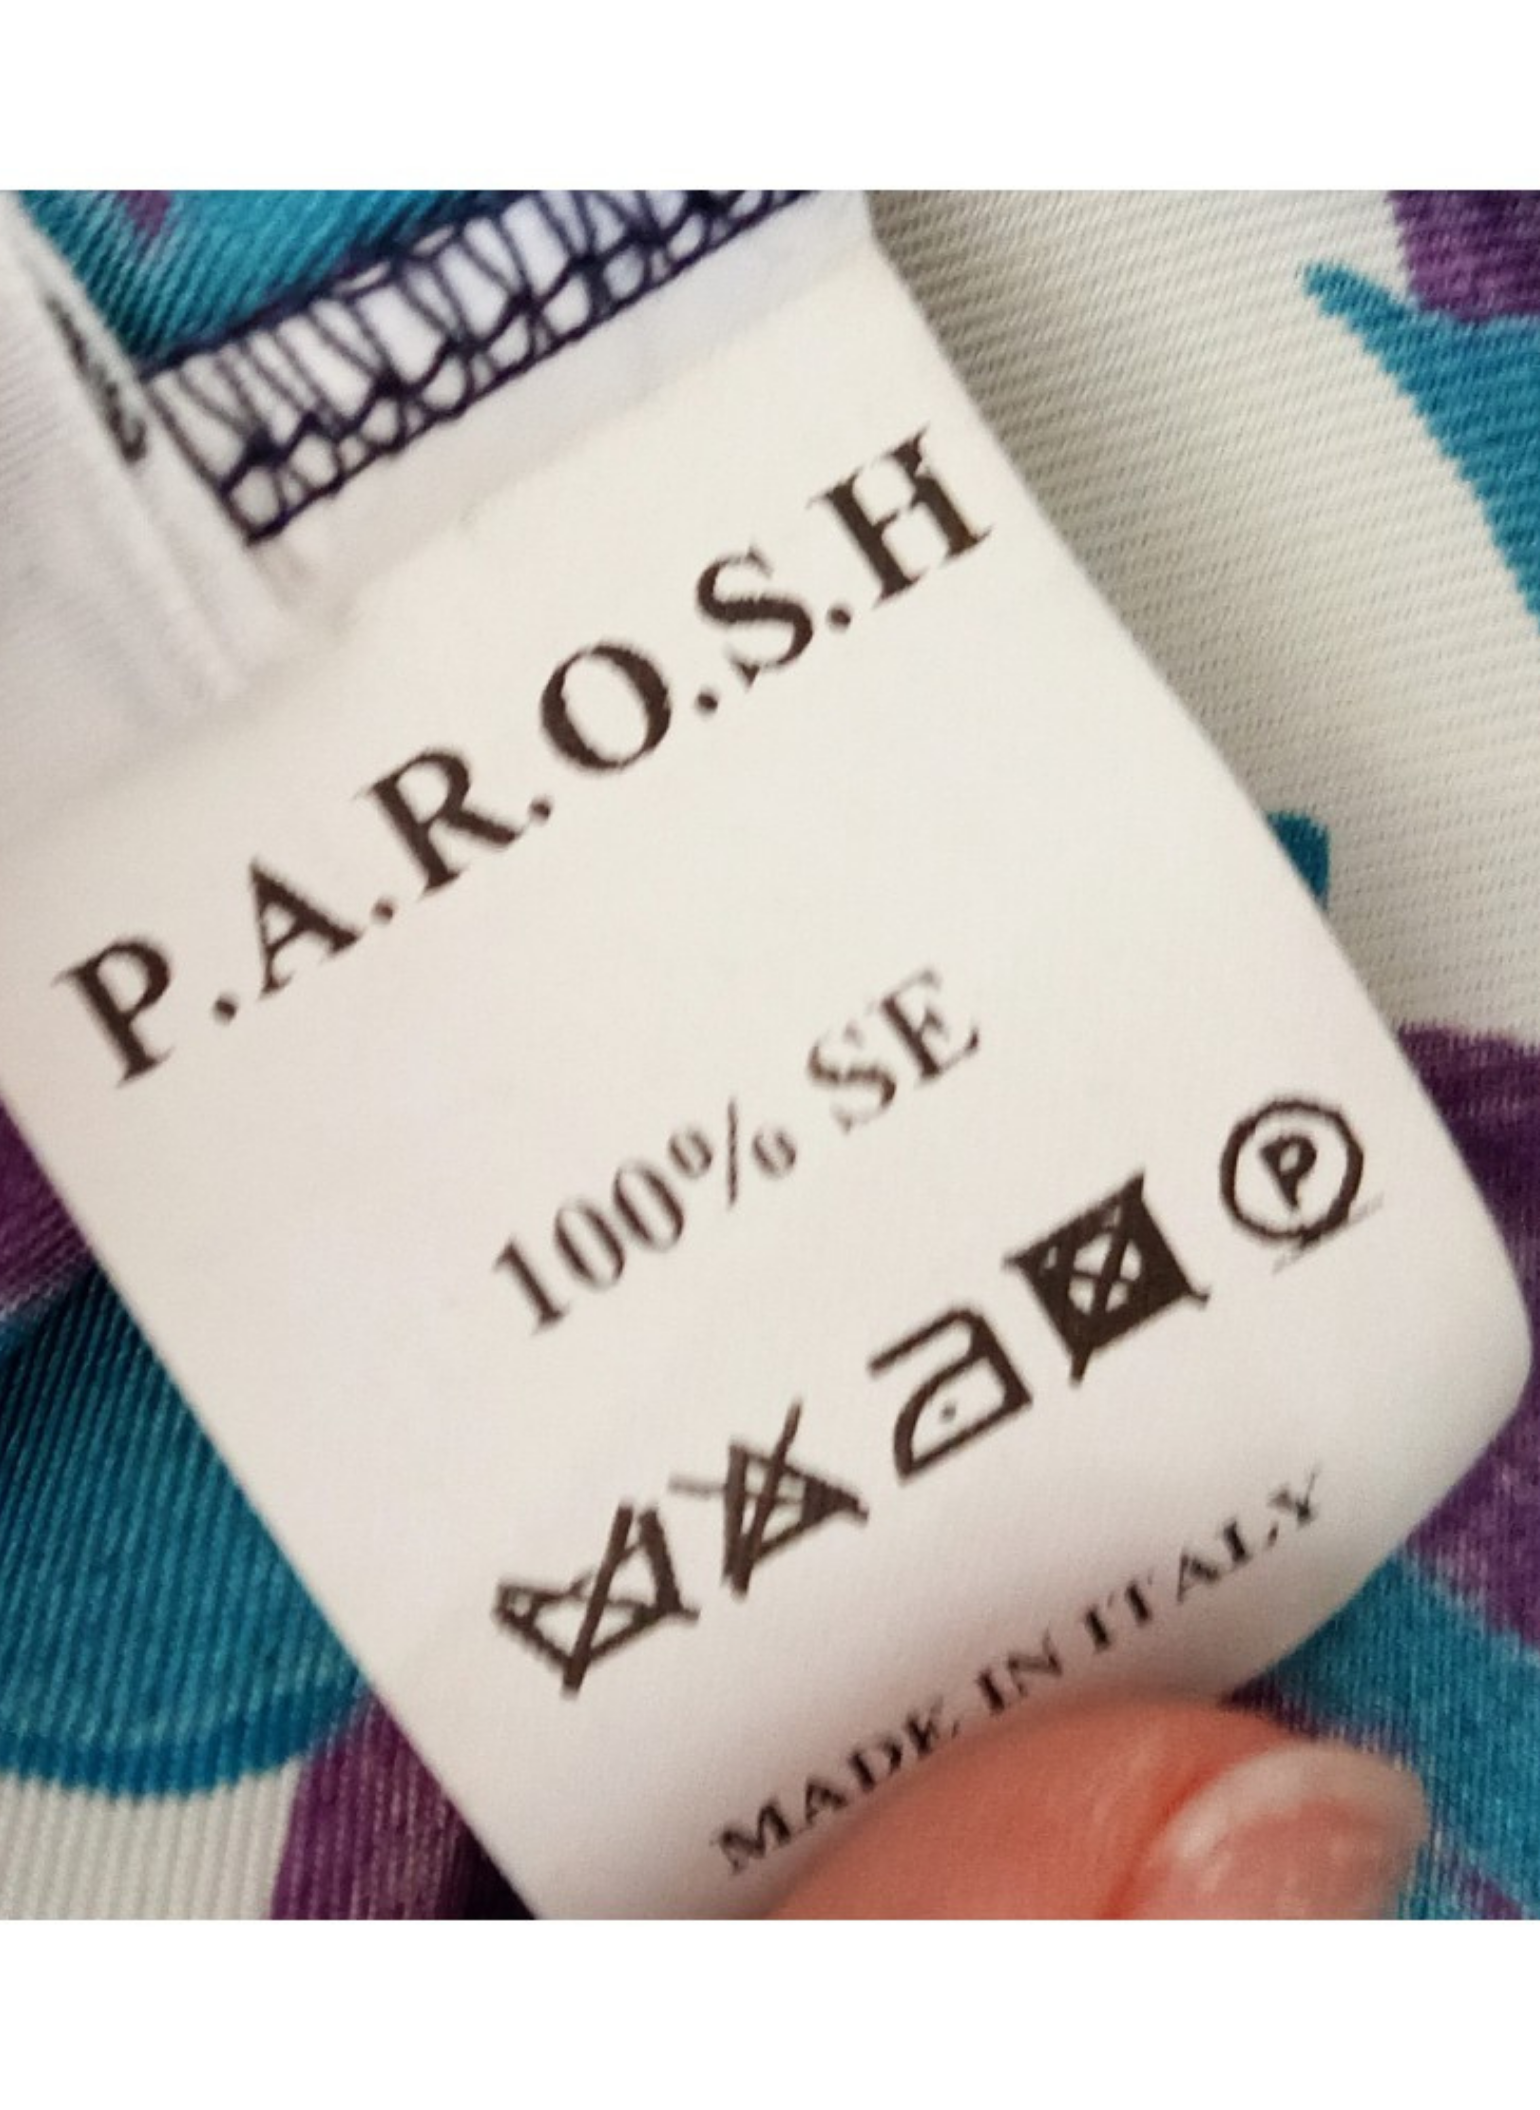 P.A.R.O.S.H
100% SE
P
MADE IN ITALY